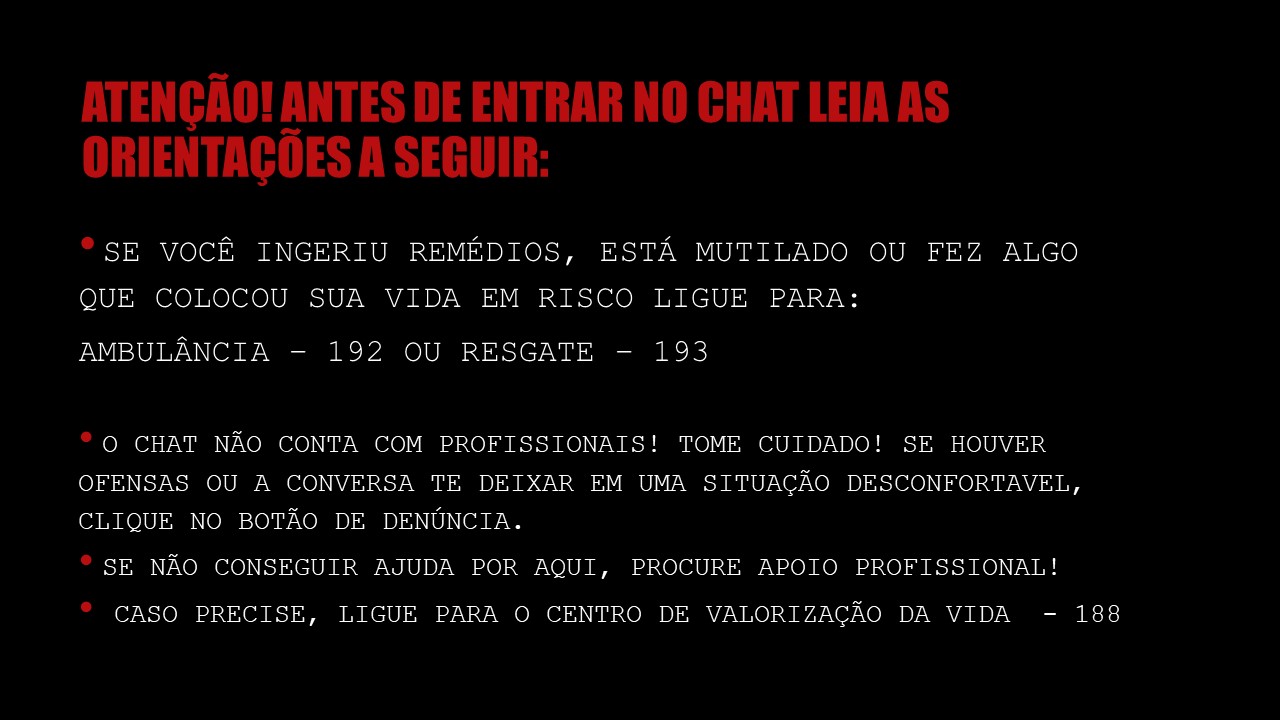 ATENÇÃO! ANTES DE ENTRAR NO CHAT LEIA AS
ORIENTAÇÕES A SEGUIR:
•SE VOCÊ INGERIU REMÉDIOS, ESTÁ MUTILADO OU FEZ ALGO
QUE COLOCOU SUA VIDA EM RISCO LIGUE PARA:
AMBULÂNCIA – 192 OU RESGATE – 193
•O CHAT NÃO CONTA COM PROFISSIONAIS! TOME CUIDADO! SE HOUVER
OFENSAS OU A CONVERSA TE DEIXAR EM UMA SITUAÇÃO DESCONFORTAVEL,
CLIQUE NO BOTÃO DE DENÚNCIA.
•SE NÃO CONSEGUIR AJUDA POR AQUI, PROCURE APOIO PROFISSIONAL!
• CASO PRECISE, LIGUE PARA O CENTRO DE VALORIZAÇÃO DA VIDA - 188